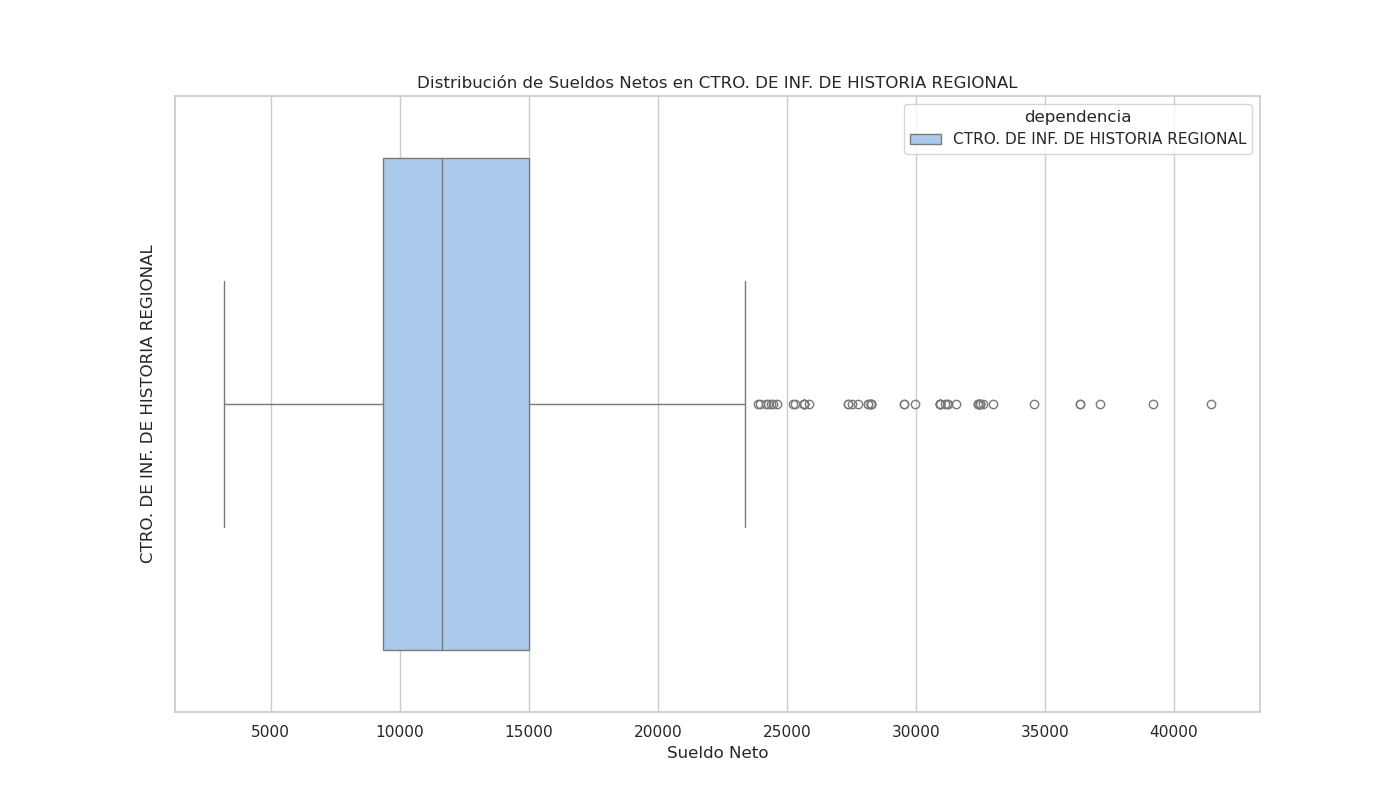 Distribución de Sueldos Netos en CTRO. DE INF. DE HISTORIA REGIONAL
dependencia
CTRO. DE INF. DE HISTORIA REGIONAL
CTRO. DE INF. DE HISTORIA REGIONAL
5000 10000 15000 20000 25000 30000 35000 40000
Sueldo Neto